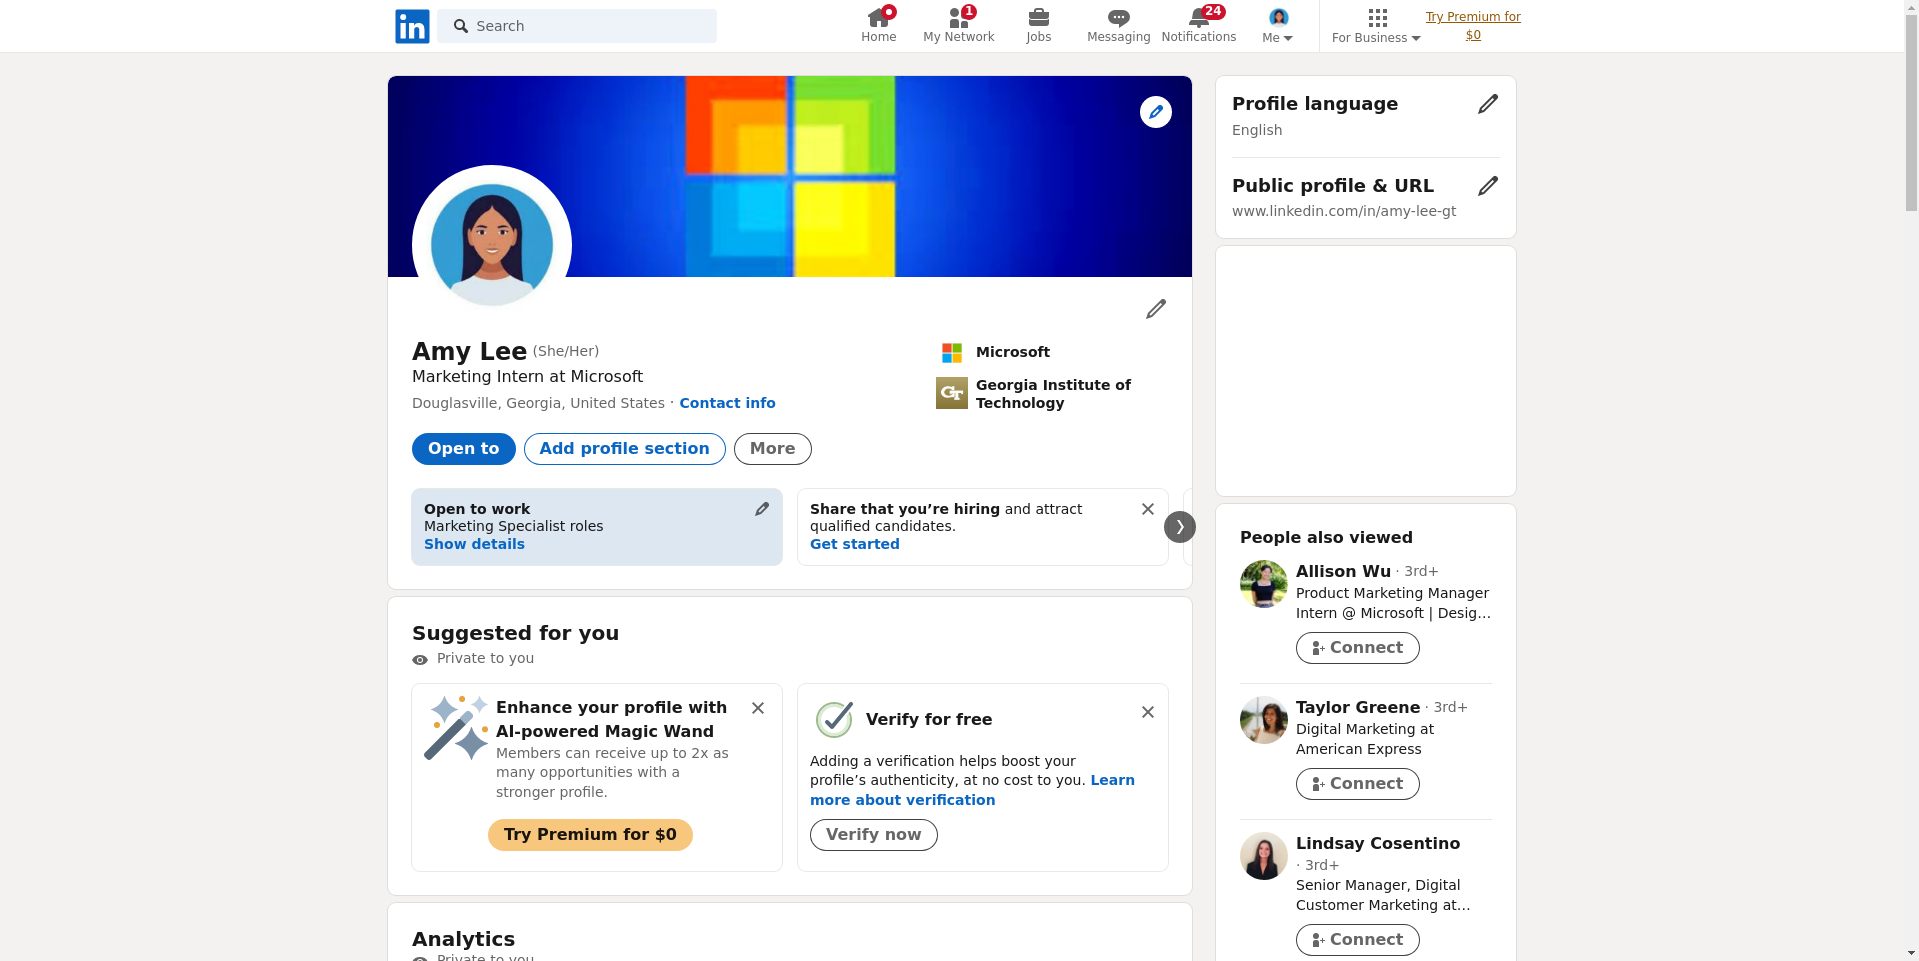 in
Search
Home
1
My Network
Jobs
Messaging
24
Notifications
Me
For Business
Try Premium for
$0
Amy Lee (She/Her)
Marketing Intern at Microsoft
Douglasville, Georgia, United States · Contact info
Microsoft
GT
Georgia Institute of
Technology
Open to
Add profile section
More
Open to work
Marketing Specialist roles
Show details
Share that you’re hiring and attract
qualified candidates.
Get started
Suggested for you
Private to you
Enhance your profile with
AI-powered Magic Wand
Members can receive up to 2x as
many opportunities with a
stronger profile.
Try Premium for $0
Verify for free
Adding a verification helps boost your
profile’s authenticity, at no cost to you. Learn
more about verification
Verify now
Analytics
Private to you
Profile language
English
Public profile & URL
www.linkedin.com/in/amy-lee-gt
People also viewed
Allison Wu · 3rd+
Product Marketing Manager
Intern @ Microsoft | Desig…
Connect
Taylor Greene · 3rd+
Digital Marketing at
American Express
Connect
Lindsay Cosentino
· 3rd+
Senior Manager, Digital
Customer Marketing at…
Connect